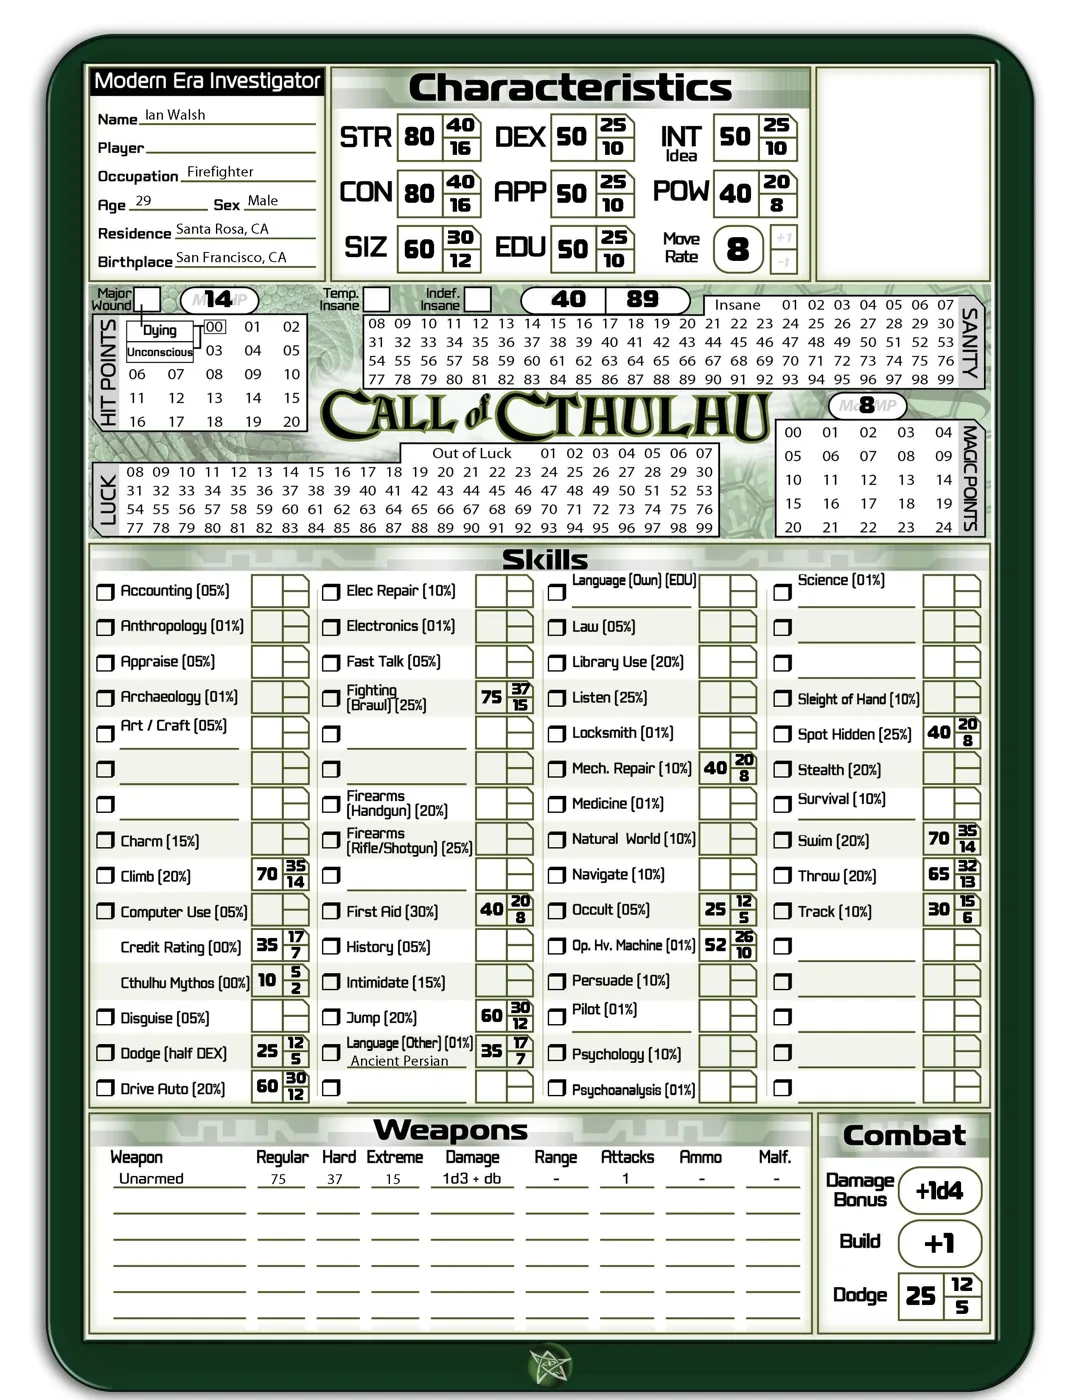 Modern Era Investigator
Name Ian Walsh
Player
Occupation Firefighter
Age 29 Sex Male
Residence Santa Rosa, CA
Birthplace San Francisco, CA
Characteristics
STR 80 40 16 DEX 50 25 10 INT Idea 50 25 10
CON 80 40 16 APP 50 25 10 POW 40 20 8
SIZ 60 30 12 EDU 50 25 10 Move Rate 8 +1 -1
Major Wound 14
HIT POINTS
Dying 00 01 02
Unconscious 03 04 05
06 07 08 09 10
11 12 13 14 15
16 17 18 19 20
Temp. Insane Indef. Insane 40 89
SANITY
Insane 01 02 03 04 05 06 07
08 09 10 11 12 13 14 15 16 17 18 19 20 21 22 23 24 25 26 27 28 29 30
31 32 33 34 35 36 37 38 39 40 41 42 43 44 45 46 47 48 49 50 51 52 53
54 55 56 57 58 59 60 61 62 63 64 65 66 67 68 69 70 71 72 73 74 75 76
77 78 79 80 81 82 83 84 85 86 87 88 89 90 91 92 93 94 95 96 97 98 99
CALL of CTHULHU
LUCK
Out of Luck 01 02 03 04 05 06 07
08 09 10 11 12 13 14 15 16 17 18 19 20 21 22 23 24 25 26 27 28 29 30
31 32 33 34 35 36 37 38 39 40 41 42 43 44 45 46 47 48 49 50 51 52 53
54 55 56 57 58 59 60 61 62 63 64 65 66 67 68 69 70 71 72 73 74 75 76
77 78 79 80 81 82 83 84 85 86 87 88 89 90 91 92 93 94 95 96 97 98 99
8
MAGIC POINTS
00 01 02 03 04
05 06 07 08 09
10 11 12 13 14
15 16 17 18 19
20 21 22 23 24
Skills
Accounting (05%)
Anthropology (01%)
Appraise (05%)
Archaeology (01%)
Art / Craft (05%)
Charm (15%)
Climb (20%) 70 35 14
Computer Use (05%)
Credit Rating (00%) 35 17 7
Cthulhu Mythos (00%) 10 5 2
Disguise (05%)
Dodge (half DEX) 25 12 5
Drive Auto (20%) 60 30 12
Elec Repair (10%)
Electronics (01%)
Fast Talk (05%)
Fighting (Brawl) (25%) 75 37 15
Firearms (Handgun) (20%)
Firearms (Rifle/Shotgun) (25%)
First Aid (30%) 40 20 8
History (05%)
Intimidate (15%)
Jump (20%) 60 30 12
Language (Other) (01%) 35 17 7
Ancient Persian
Language (Own) (EDU)
Law (05%)
Library Use (20%)
Listen (25%)
Locksmith (01%)
Mech. Repair (10%) 40 20 8
Medicine (01%)
Natural World (10%)
Navigate (10%)
Occult (05%) 25 12 5
Op. Hv. Machine (01%) 52 26 10
Persuade (10%)
Pilot (01%)
Psychology (10%)
Psychoanalysis (01%)
Science (01%)
Sleight of Hand (10%)
Spot Hidden (25%) 40 20 8
Stealth (20%)
Survival (10%)
Swim (20%) 70 35 14
Throw (20%) 65 32 13
Track (10%) 30 15 6
Weapons
Weapon Regular Hard Extreme Damage Range Attacks Ammo Malf.
Unarmed 75 37 15 1d3 + db - 1 - -
Combat
Damage Bonus +1d4
Build +1
Dodge 25 12 5